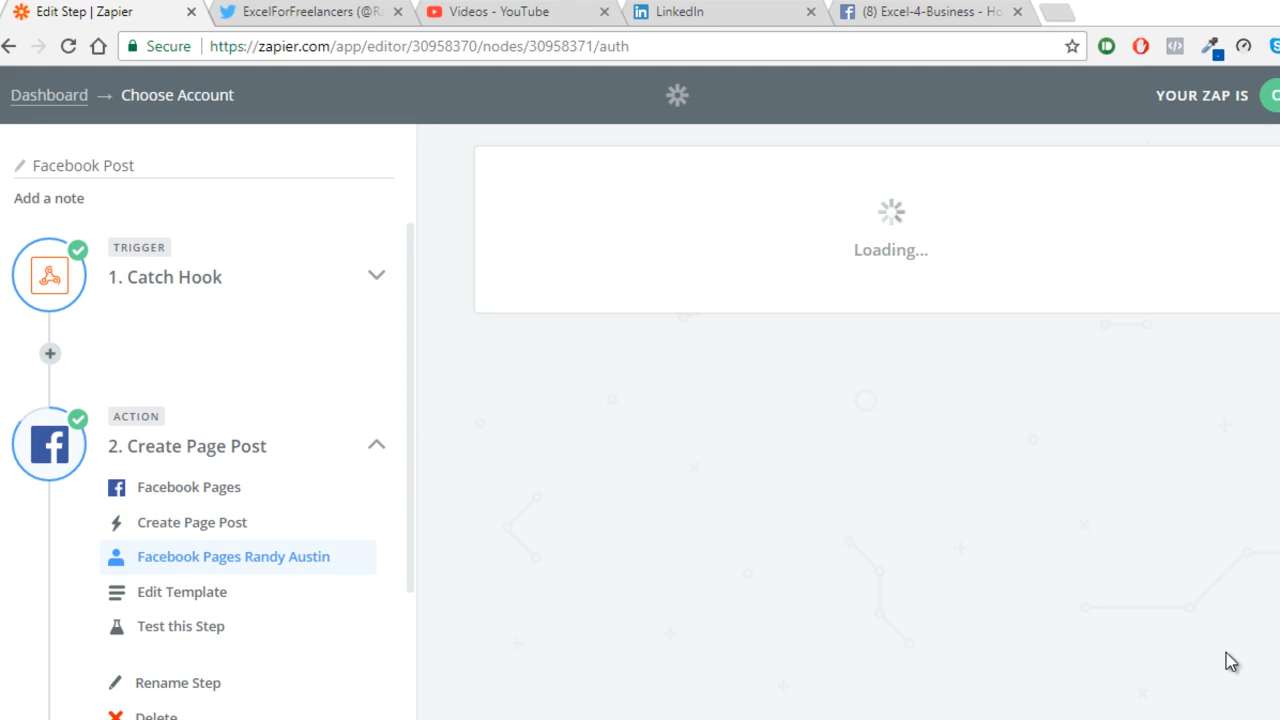 Edit Step | Zapier
ExcelForFreelancers (@R
Videos - YouTube
LinkedIn
(8) Excel-4-Business - Ho
Secure
https://zapier.com/app/editor/30958370/nodes/30958371/auth
Dashboard → Choose Account
YOUR ZAP IS
Facebook Post
Add a note
TRIGGER
1. Catch Hook
ACTION
2. Create Page Post
Facebook Pages
Create Page Post
Facebook Pages Randy Austin
Edit Template
Test this Step
Rename Step
Delete
Loading...